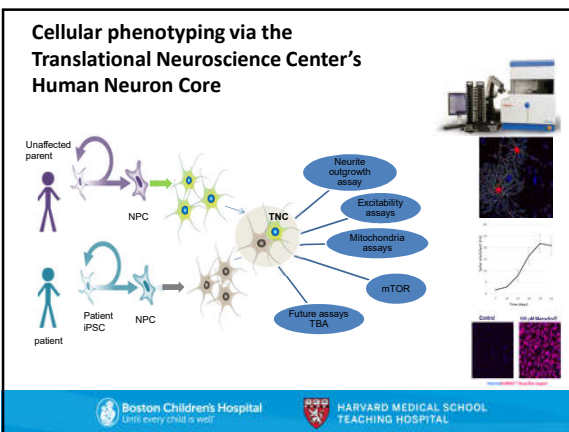 Cellular phenotyping via the
Translational Neuroscience Center's
Human Neuron Core
Unaffected
parent
NPC
patient
Patient
iPSC
NPC
TNC
Neurite
outgrowth
assay
Excitability
assays
Mitochondria
assays
mTOR
Future assays
TBA
Time (days)
Control
Boston Children's Hospital
Until every child is well
HARVARD MEDICAL SCHOOL
TEACHING HOSPITAL